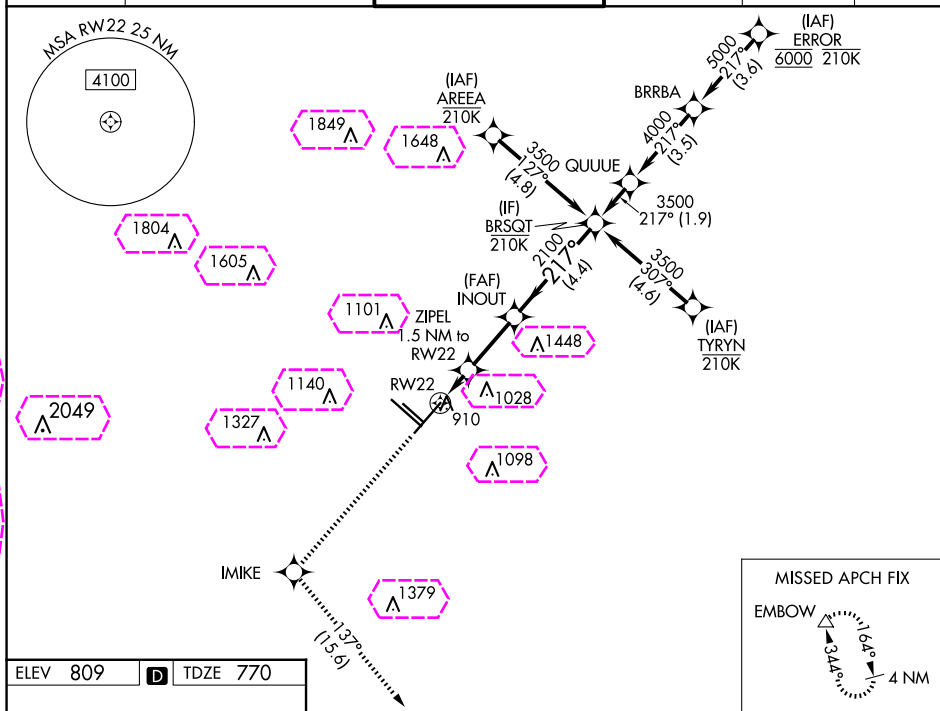 MSA RW22 25 NM
4100
(IAF)
ERROR
6000 210K
5000
217°
(3.6)
BRRBA
4000
217°
(3.5)
(IAF)
AREEA
210K
3500
127°
(4.8)
QUUUE
3500
217° (1.9)
(IF)
BRSQT
210K
2100
217°
(4.4)
3500
307°
(4.6)
(IAF)
TYRYN
210K
(FAF)
INOUT
ZIPEL
1.5 NM to
RW22
RW22
910
1849
1648
1804
1605
1101
1448
1140
1028
2049
1327
1098
IMIKE
1379
137°
(15.6)
MISSED APCH FIX
EMBOW
164°
344°
4 NM
ELEV 809 D TDZE 770